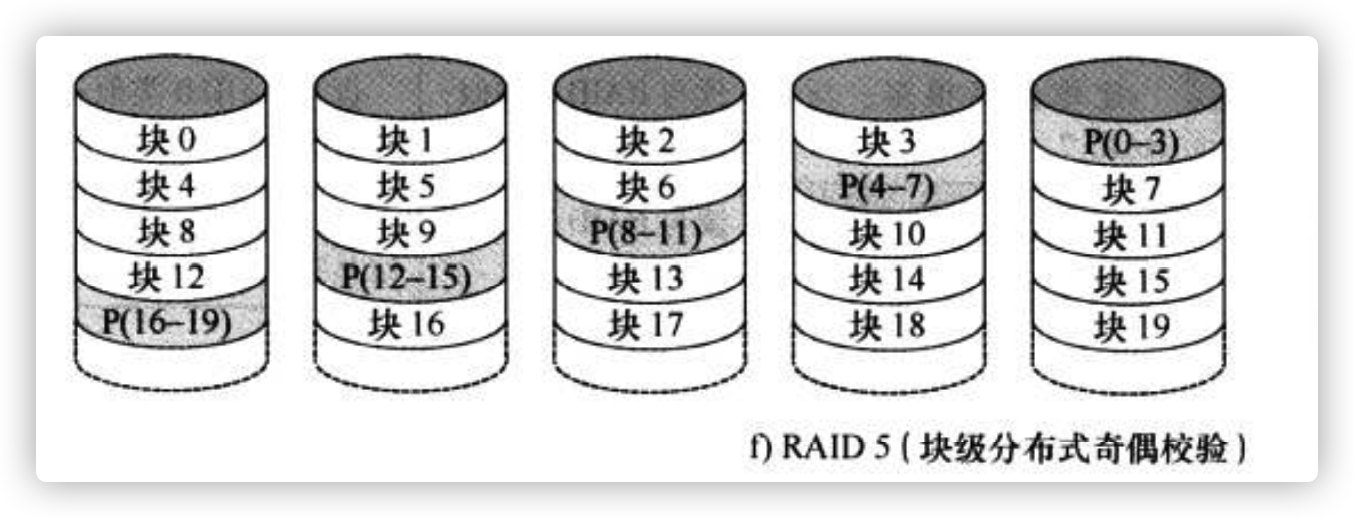 块 0 块 1 块 2 块 3 P(0–3)
块 4 块 5 块 6 P(4–7) 块 7
块 8 块 9 P(8–11) 块 10 块 11
块 12 P(12–15) 块 13 块 14 块 15
P(16–19) 块 16 块 17 块 18 块 19
f) RAID 5 ( 块级分布式奇偶校验 )